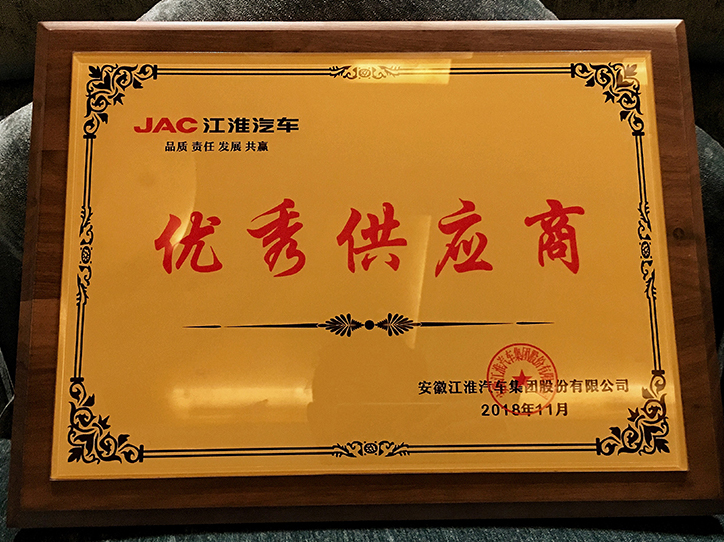 JAC 江淮汽车
品质 责任 发展 共赢
优秀供应商
安徽江淮汽车集团股份有限公司
2018年11月